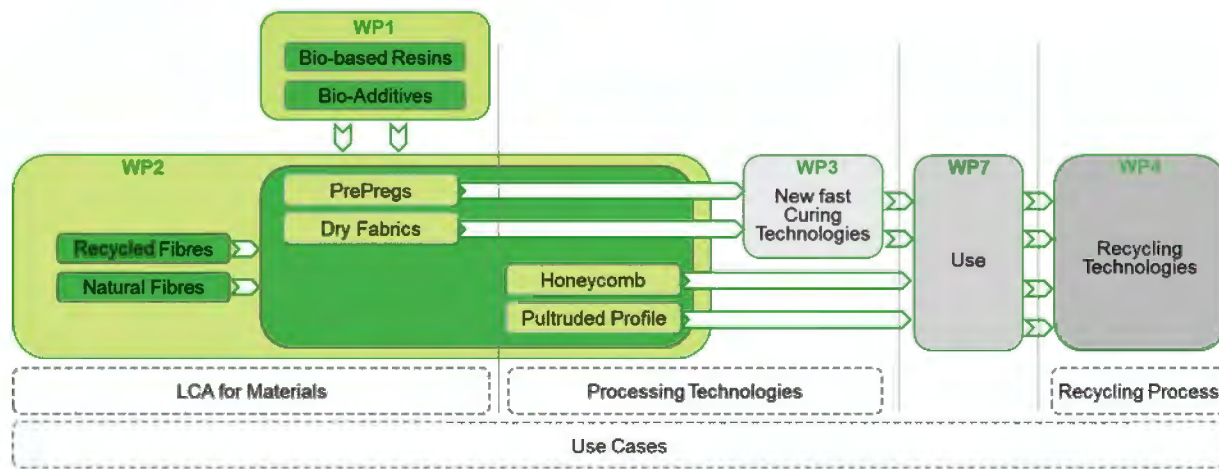 WP1
Bio-based Resins
Bio-Additives
WP2
PrePregs
Dry Fabrics
Recycled Fibres
Natural Fibres
Honeycomb
Pultruded Profile
WP3
New fast
Curing
Technologies
WP7
Use
WP4
Recycling
Technologies
LCA for Materials
Processing Technologies
Recycling Process
Use Cases